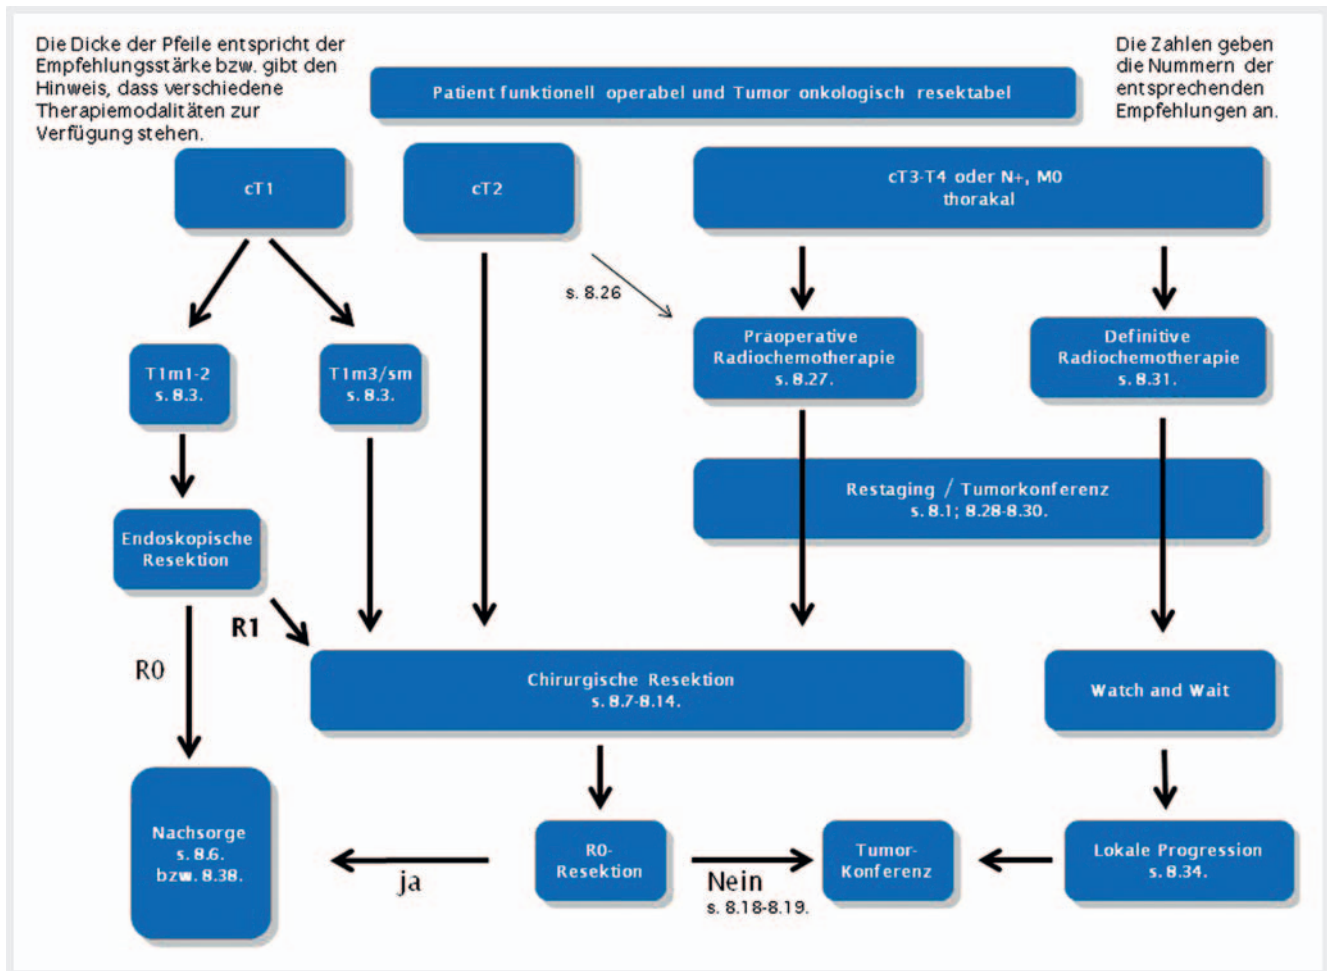 Die Dicke der Pfeile entspricht der
Empfehlungsstärke bzw. gibt den
Hinweis, dass verschiedene
Therapiemodalitäten zur
Verfügung stehen.
Die Zahlen geben
die Nummern der
entsprechenden
Empfehlungen an.
Patient funktionell operabel und Tumor onkologisch resektabel
cT1
cT2
cT3-T4 oder N+, M0
thorakal
s. 8.26
T1m1-2
s. 8.3.
T1m3/sm
s. 8.3.
Präoperative
Radiochemotherapie
s. 8.27.
Definitive
Radiochemotherapie
s. 8.31.
Restaging / Tumorkonferenz
s. 8.1; 8.28-8.30.
Endoskopische
Resektion
R1
R0
Chirurgische Resektion
s. 8.7-8.14.
Watch and Wait
Nachsorge
s. 8.6.
bzw. 8.38.
ja
R0-
Resektion
Nein
s. 8.18-8.19.
Tumor-
Konferenz
Lokale Progression
s. 8.34.